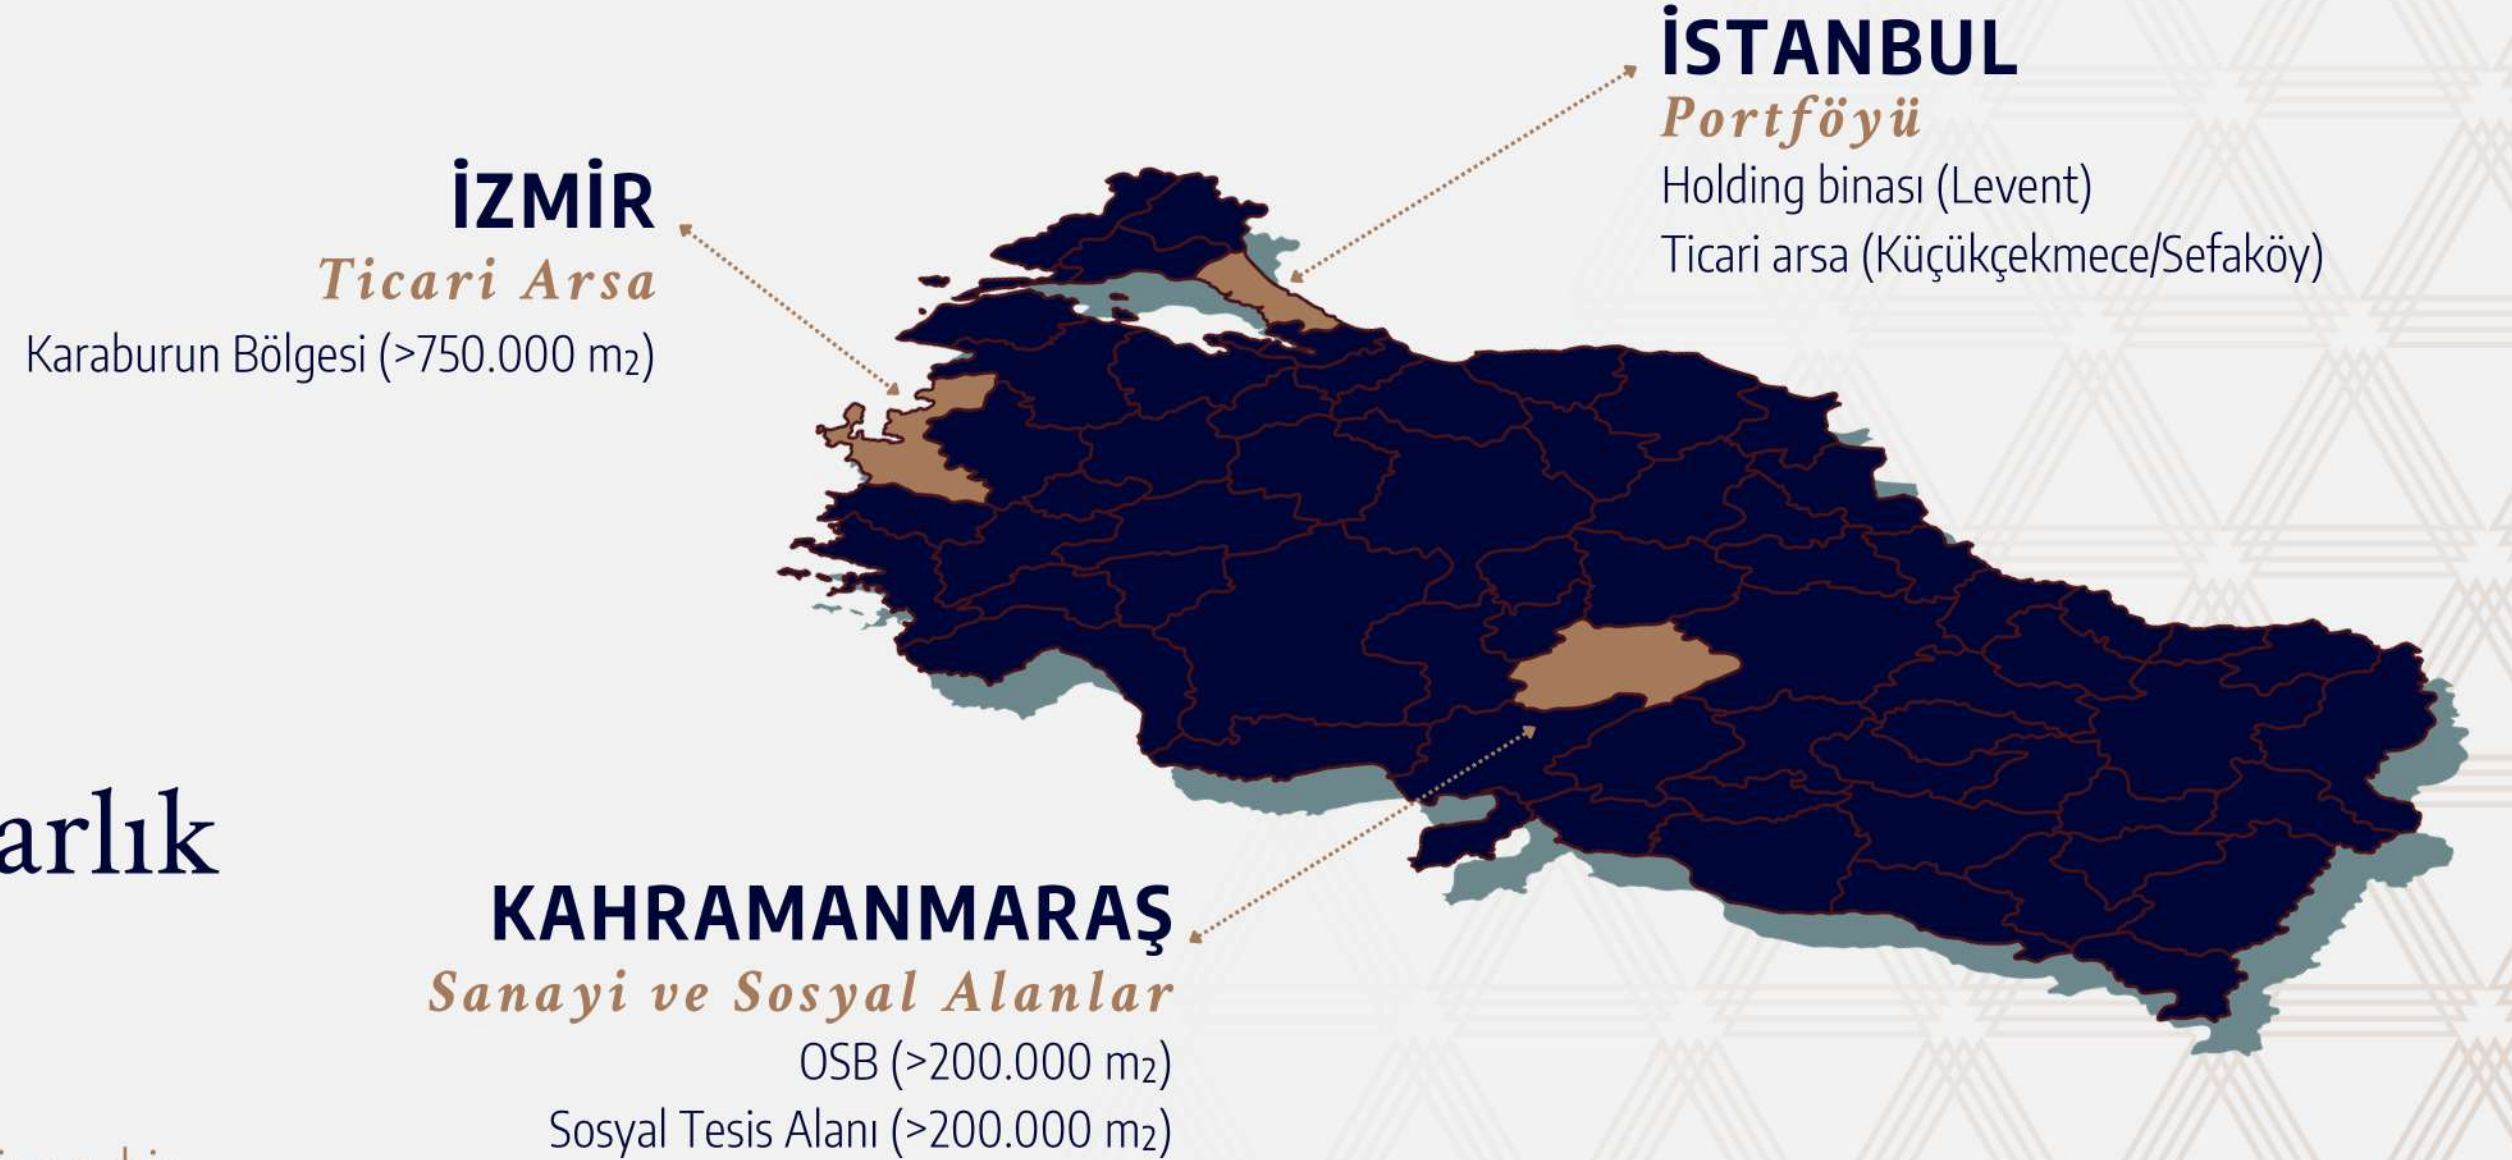 İSTANBUL
Portföyü
Holding binası (Levent)
Ticari arsa (Küçükçekmece/Sefaköy)
İZMİR
Ticari Arsa
Karaburun Bölgesi (>750.000 m₂)
arlık
KAHRAMANMARAŞ
Sanayi ve Sosyal Alanlar
OSB (>200.000 m₂)
Sosyal Tesis Alanı (>200.000 m₂)